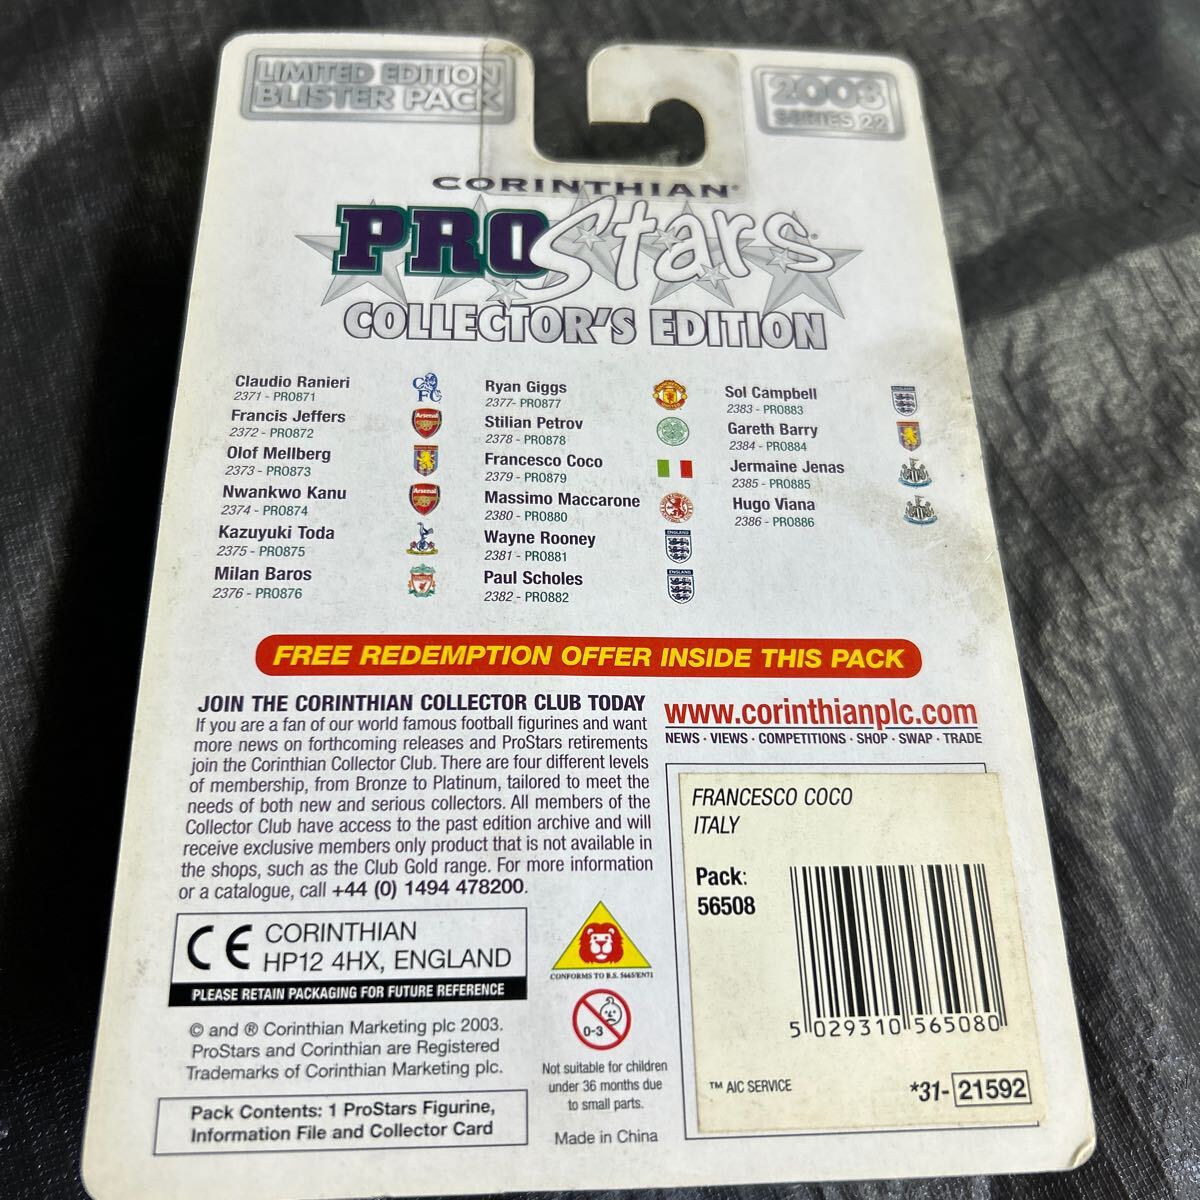 LIMITED EDITION
BLISTER PACK
2003
SERIES 22
CORINTHIAN®
PROStars®
COLLECTOR'S EDITION
Claudio Ranieri
2371 - PRO871
CFC
Francis Jeffers
2372 - PRO872
Arsenal
Olof Mellberg
2373 - PRO873
Nwankwo Kanu
2374 - PRO874
Arsenal
Kazuyuki Toda
2375 - PRO875
Milan Baros
2376 - PRO876
Ryan Giggs
2377- PRO877
Stilian Petrov
2378 - PRO878
Francesco Coco
2379 - PRO879
Massimo Maccarone
2380 - PRO880
Wayne Rooney
2381 - PRO881
ENGLAND
Paul Scholes
2382 - PRO882
ENGLAND
Sol Campbell
2383 - PRO883
ENGLAND
Gareth Barry
2384 - PRO884
Jermaine Jenas
2385 - PRO885
Hugo Viana
2386 - PRO886
FREE REDEMPTION OFFER INSIDE THIS PACK
JOIN THE CORINTHIAN COLLECTOR CLUB TODAY
If you are a fan of our world famous football figurines and want
more news on forthcoming releases and ProStars retirements
join the Corinthian Collector Club. There are four different levels
of membership, from Bronze to Platinum, tailored to meet the
needs of both new and serious collectors. All members of the
Collector Club have access to the past edition archive and will
receive exclusive members only product that is not available in
the shops, such as the Club Gold range. For more information
or a catalogue, call +44 (0) 1494 478200.
www.corinthianplc.com
NEWS · VIEWS · COMPETITIONS · SHOP · SWAP · TRADE
FRANCESCO COCO
ITALY
Pack:
56508
5 029310 565080
™ AIC SERVICE
*31- 21592
CE CORINTHIAN
HP12 4HX, ENGLAND
PLEASE RETAIN PACKAGING FOR FUTURE REFERENCE
© and ® Corinthian Marketing plc 2003.
ProStars and Corinthian are Registered
Trademarks of Corinthian Marketing plc.
Pack Contents: 1 ProStars Figurine,
Information File and Collector Card
CONFORMS TO B.S. 5665/EN71
0-3
Not suitable for children
under 36 months due
to small parts.
Made in China